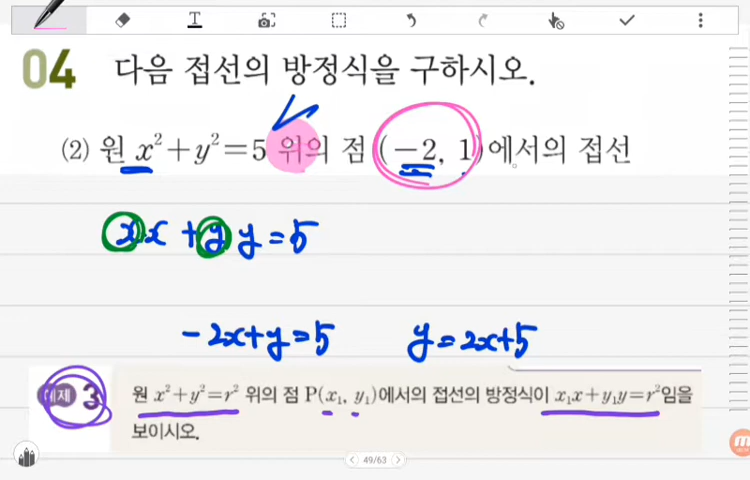 04 다음 접선의 방정식을 구하시오.
(2) 원 x²+y²=5 위의 점 (−2, 1)에서의 접선
xx + yy = 5
-2x+y=5 y=2x+5
예제 3 원 x²+y²=r² 위의 점 P(x₁, y₁)에서의 접선의 방정식이 x₁x+y₁y=r²임을
보이시오.
49/63